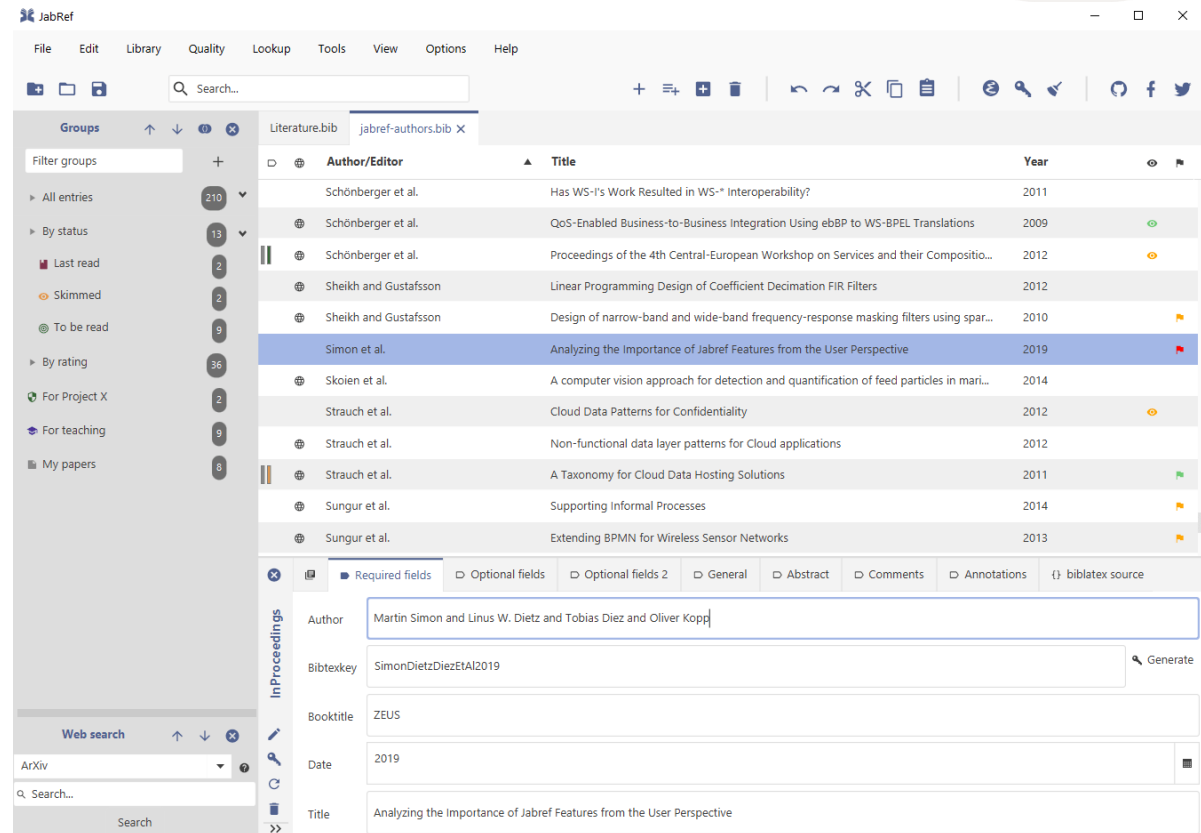 JabRef
File Edit Library Quality Lookup Tools View Options Help
Search...
Groups
Filter groups
All entries 210
By status 13
Last read 2
Skimmed 2
To be read 9
By rating 36
For Project X 2
For teaching 9
My papers 8
Web search
ArXiv
Search...
Search
Literature.bib jabref-authors.bib
Author/Editor Title Year
Schönberger et al. Has WS-I's Work Resulted in WS-* Interoperability? 2011
Schönberger et al. QoS-Enabled Business-to-Business Integration Using ebBP to WS-BPEL Translations 2009
Schönberger et al. Proceedings of the 4th Central-European Workshop on Services and their Compositio... 2012
Sheikh and Gustafsson Linear Programming Design of Coefficient Decimation FIR Filters 2012
Sheikh and Gustafsson Design of narrow-band and wide-band frequency-response masking filters using spar... 2010
Simon et al. Analyzing the Importance of Jabref Features from the User Perspective 2019
Skoien et al. A computer vision approach for detection and quantification of feed particles in mari... 2014
Strauch et al. Cloud Data Patterns for Confidentiality 2012
Strauch et al. Non-functional data layer patterns for Cloud applications 2012
Strauch et al. A Taxonomy for Cloud Data Hosting Solutions 2011
Sungur et al. Supporting Informal Processes 2014
Sungur et al. Extending BPMN for Wireless Sensor Networks 2013
Required fields Optional fields Optional fields 2 General Abstract Comments Annotations {} biblatex source
InProceedings
Author Martin Simon and Linus W. Dietz and Tobias Diez and Oliver Kopp
Bibtexkey SimonDietzDiezEtAl2019 Generate
Booktitle ZEUS
Date 2019
Title Analyzing the Importance of Jabref Features from the User Perspective